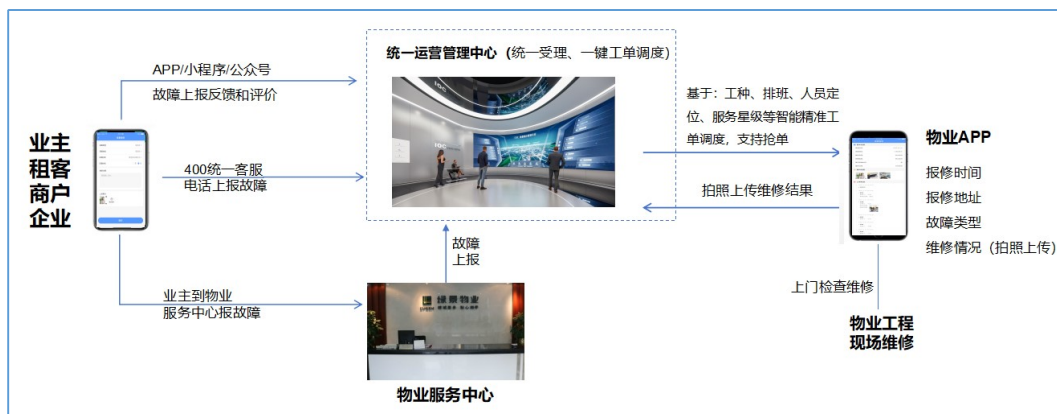 统一运营管理中心（统一受理、一键工单调度）
APP/小程序/公众号
故障上报反馈和评价
业主
租客
商户
企业
400统一客服
电话上报故障
业主到物业
服务中心报故障
故障
上报
绿景物业
物业服务中心
基于：工种、排班、人员定
位、服务星级等智能精准工
单调度，支持抢单
拍照上传维修结果
物业APP
报修时间
报修地址
故障类型
维修情况（拍照上传）
上门检查维修
物业工程
现场维修